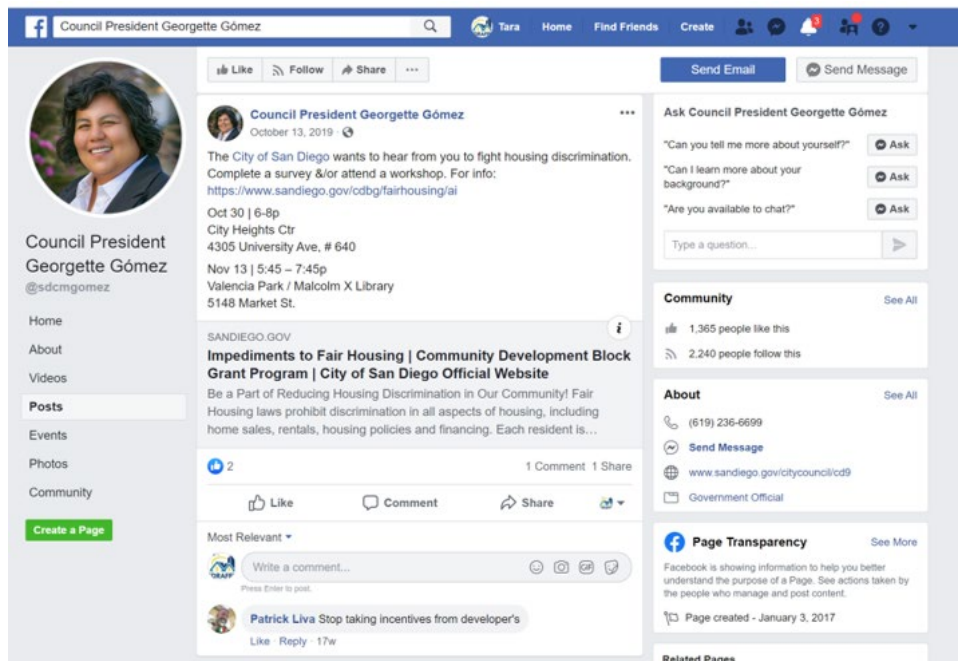 Council President Georgette Gómez
Tara
Home
Find Friends
Create
3
Like
Follow
Share
Send Email
Send Message
Council President
Georgette Gómez
@sdcmgomez
Home
About
Videos
Posts
Events
Photos
Community
Create a Page
Council President Georgette Gómez
October 13, 2019
The City of San Diego wants to hear from you to fight housing discrimination.
Complete a survey &/or attend a workshop. For info:
https://www.sandiego.gov/cdbg/fairhousing/ai
Oct 30 | 6-8p
City Heights Ctr
4305 University Ave, # 640
Nov 13 | 5:45 – 7:45p
Valencia Park / Malcolm X Library
5148 Market St.
SANDIEGO.GOV
Impediments to Fair Housing | Community Development Block
Grant Program | City of San Diego Official Website
Be a Part of Reducing Housing Discrimination in Our Community! Fair
Housing laws prohibit discrimination in all aspects of housing, including
home sales, rentals, housing policies and financing. Each resident is…
2
1 Comment 1 Share
Like
Comment
Share
Most Relevant
Write a comment...
GIF
Press Enter to post.
Patrick Liva Stop taking incentives from developer's
Like · Reply · 17w
Ask Council President Georgette Gómez
"Can you tell me more about yourself?"
Ask
"Can I learn more about your
background?"
Ask
"Are you available to chat?"
Ask
Type a question...
Community
See All
1,365 people like this
2,240 people follow this
About
See All
(619) 236-6699
Send Message
www.sandiego.gov/citycouncil/cd9
Government Official
Page Transparency
See More
Facebook is showing information to help you better
understand the purpose of a Page. See actions taken by
the people who manage and post content.
Page created - January 3, 2017
Related Pages